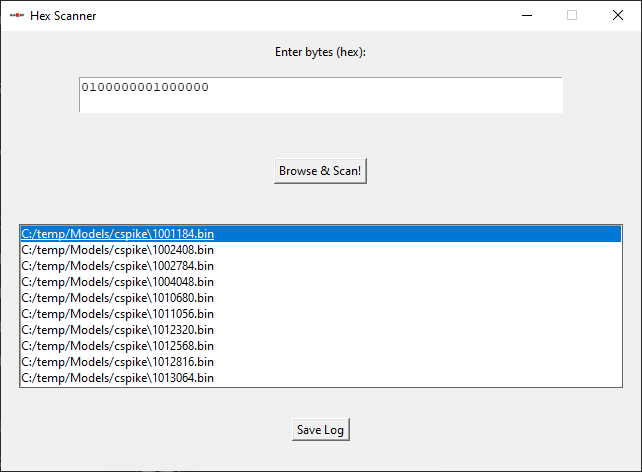 Hex Scanner
Enter bytes (hex):
0100000001000000
Browse & Scan!
C:/temp/Models/cspike\1001184.bin
C:/temp/Models/cspike\1002408.bin
C:/temp/Models/cspike\1002784.bin
C:/temp/Models/cspike\1004048.bin
C:/temp/Models/cspike\1010680.bin
C:/temp/Models/cspike\1011056.bin
C:/temp/Models/cspike\1012320.bin
C:/temp/Models/cspike\1012568.bin
C:/temp/Models/cspike\1012816.bin
C:/temp/Models/cspike\1013064.bin
Save Log